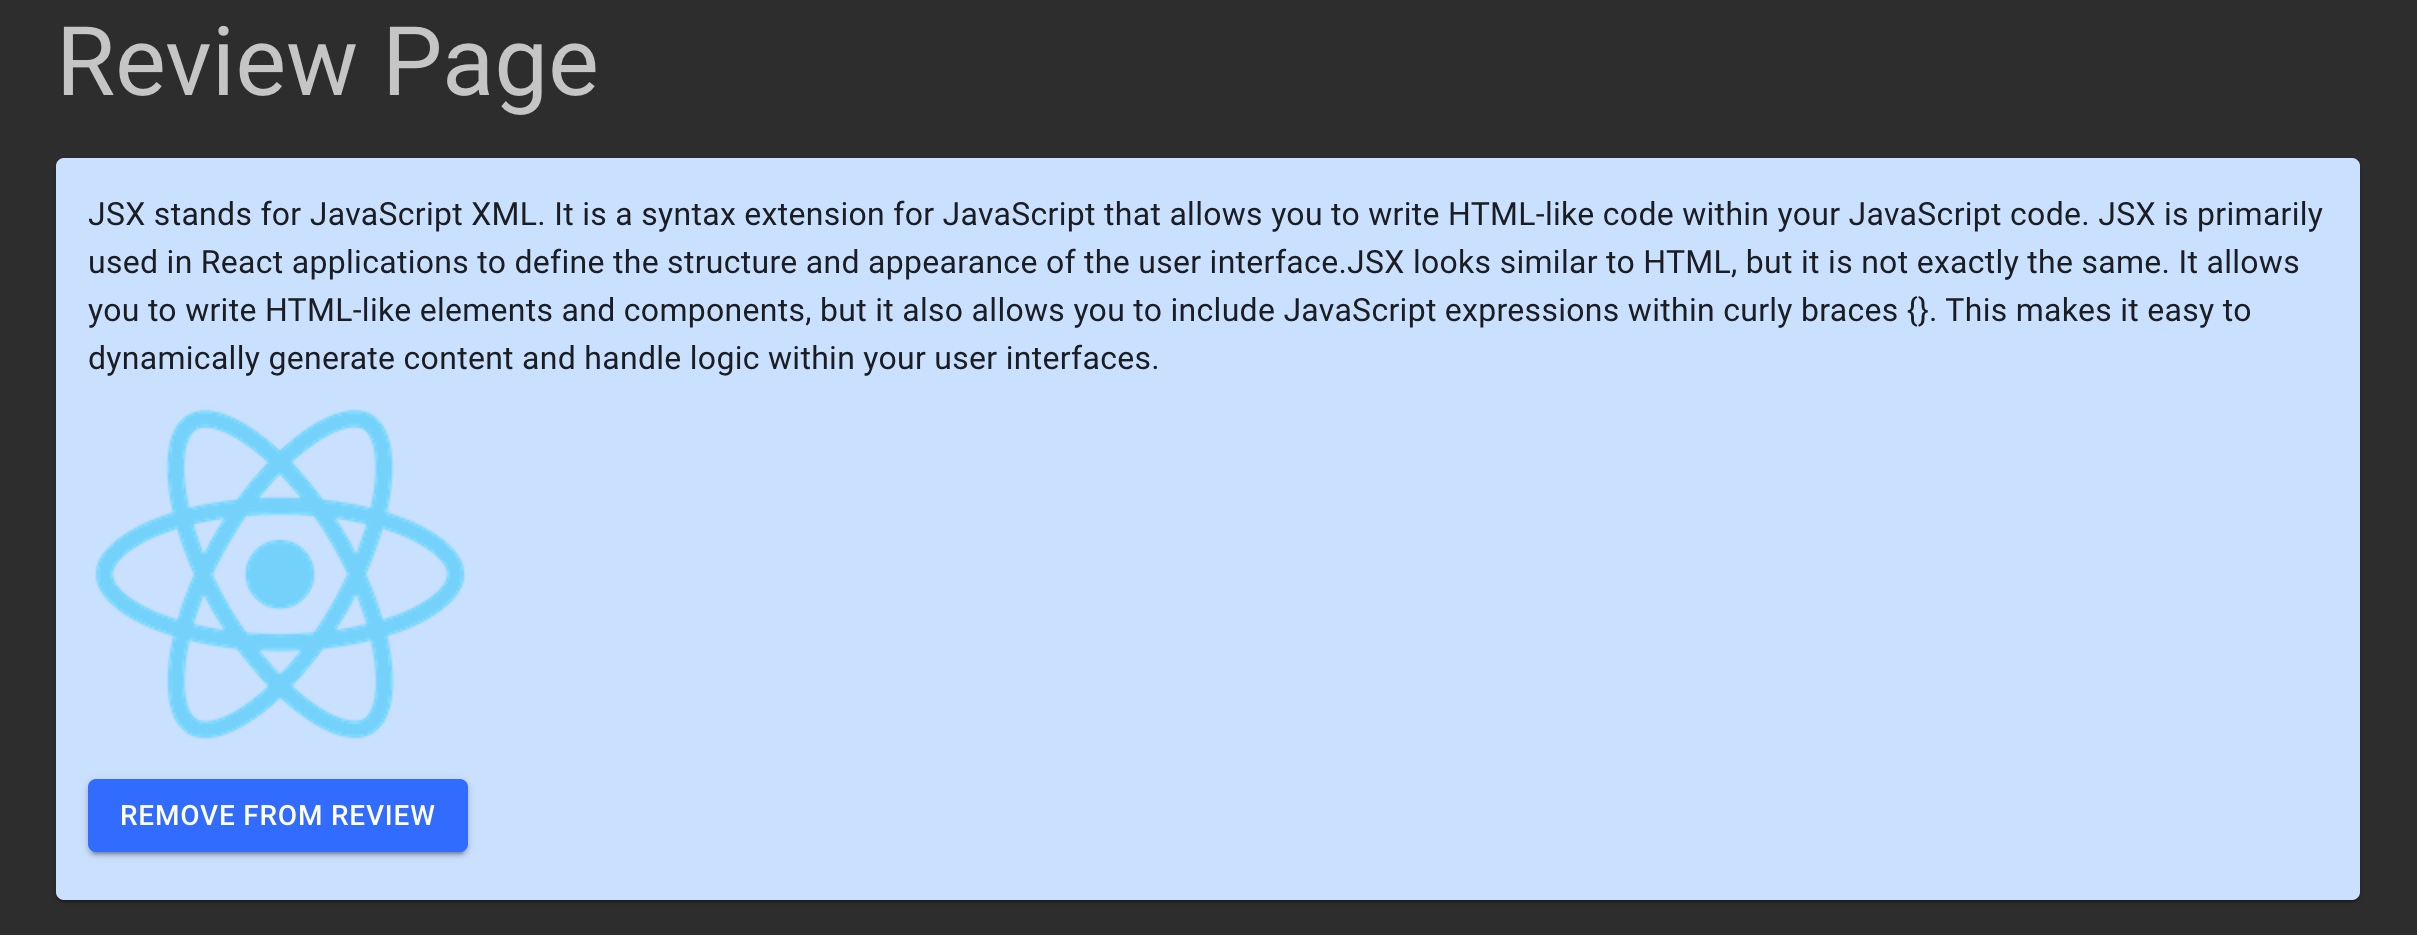 Review Page
JSX stands for JavaScript XML. It is a syntax extension for JavaScript that allows you to write HTML-like code within your JavaScript code. JSX is primarily
used in React applications to define the structure and appearance of the user interface.JSX looks similar to HTML, but it is not exactly the same. It allows
you to write HTML-like elements and components, but it also allows you to include JavaScript expressions within curly braces {}. This makes it easy to
dynamically generate content and handle logic within your user interfaces.
REMOVE FROM REVIEW